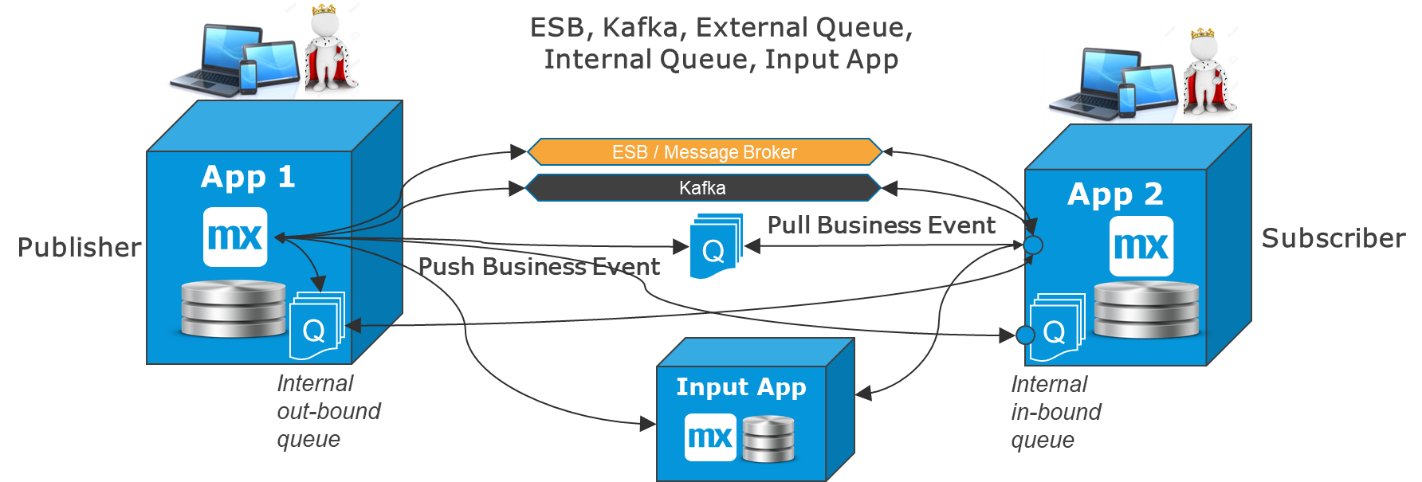 ESB, Kafka, External Queue,
Internal Queue, Input App
ESB / Message Broker
Kafka
App 1
mx
Publisher
Q
Internal
out-bound
queue
Push Business Event
Q
Pull Business Event
App 2
mx
Subscriber
Q
Internal
in-bound
queue
Input App
mx